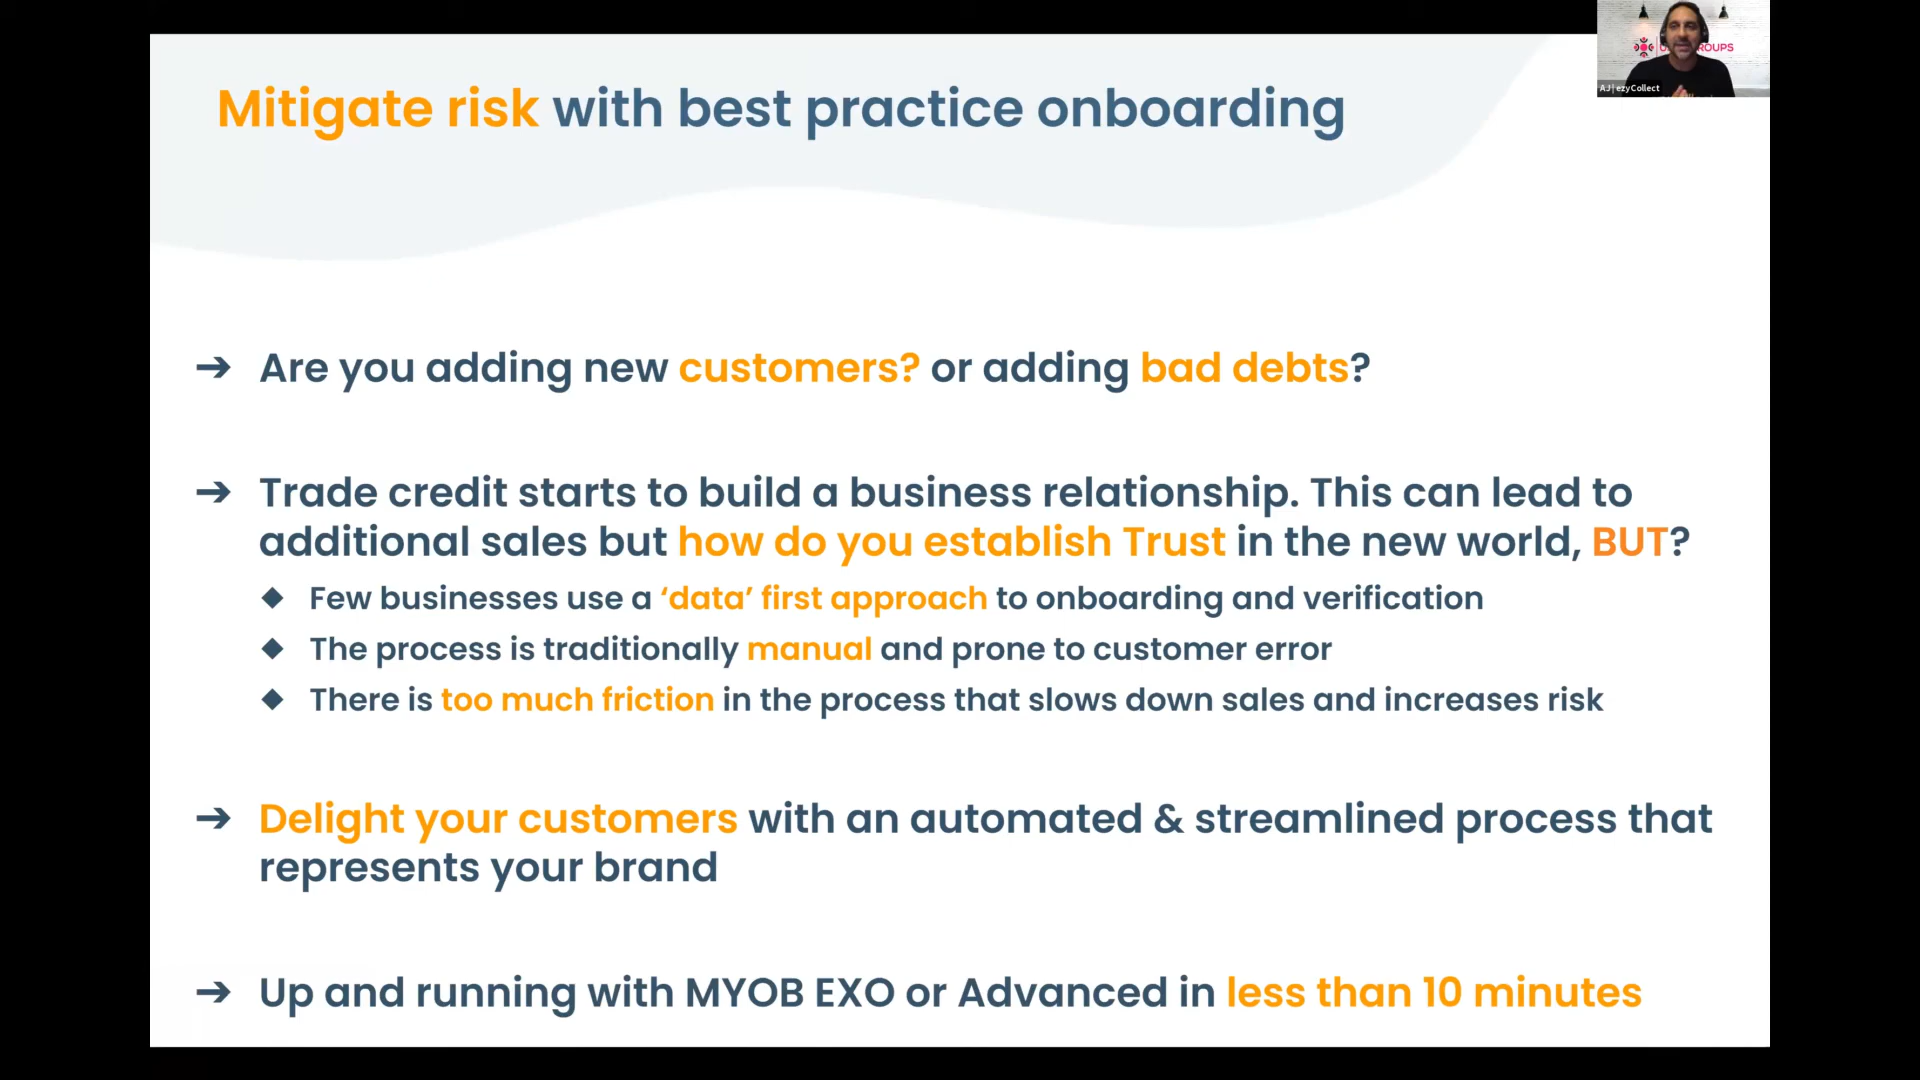 Mitigate risk with best practice onboarding
ROUPS
AJ | ezyCollect
➔ Are you adding new customers? or adding bad debts?
➔ Trade credit starts to build a business relationship. This can lead to
additional sales but how do you establish Trust in the new world, BUT?
◆ Few businesses use a ‘data’ first approach to onboarding and verification
◆ The process is traditionally manual and prone to customer error
◆ There is too much friction in the process that slows down sales and increases risk
➔ Delight your customers with an automated & streamlined process that
represents your brand
➔ Up and running with MYOB EXO or Advanced in less than 10 minutes